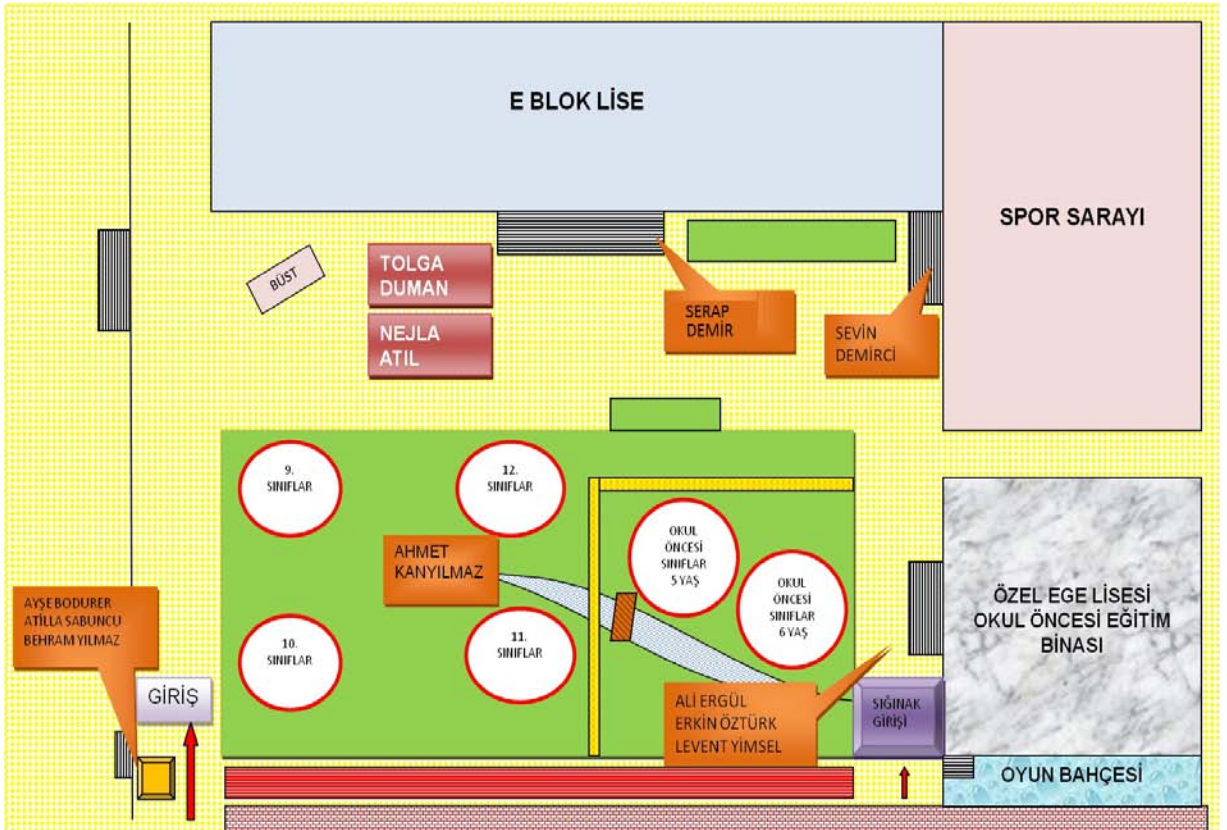 E BLOK LİSE
SPOR SARAYI
BÜST
TOLGA
DUMAN
NEJLA
ATIL
SERAP
DEMİR
SEVİN
DEMİRCİ
9.
SINIFLAR
12.
SINIFLAR
AHMET
KANYILMAZ
OKUL
ÖNCESİ
SINIFLAR
5 YAŞ
OKUL
ÖNCESİ
SINIFLAR
6 YAŞ
ÖZEL EGE LİSESİ
OKUL ÖNCESİ EĞİTİM
BİNASI
AYŞE BODURER
ATİLLA SABUNCU
BEHRAM YILMAZ
10.
SINIFLAR
11.
SINIFLAR
GİRİŞ
ALİ ERGÜL
ERKİN ÖZTÜRK
LEVENT YİMSEL
SIĞINAK
GİRİŞİ
OYUN BAHÇESİ